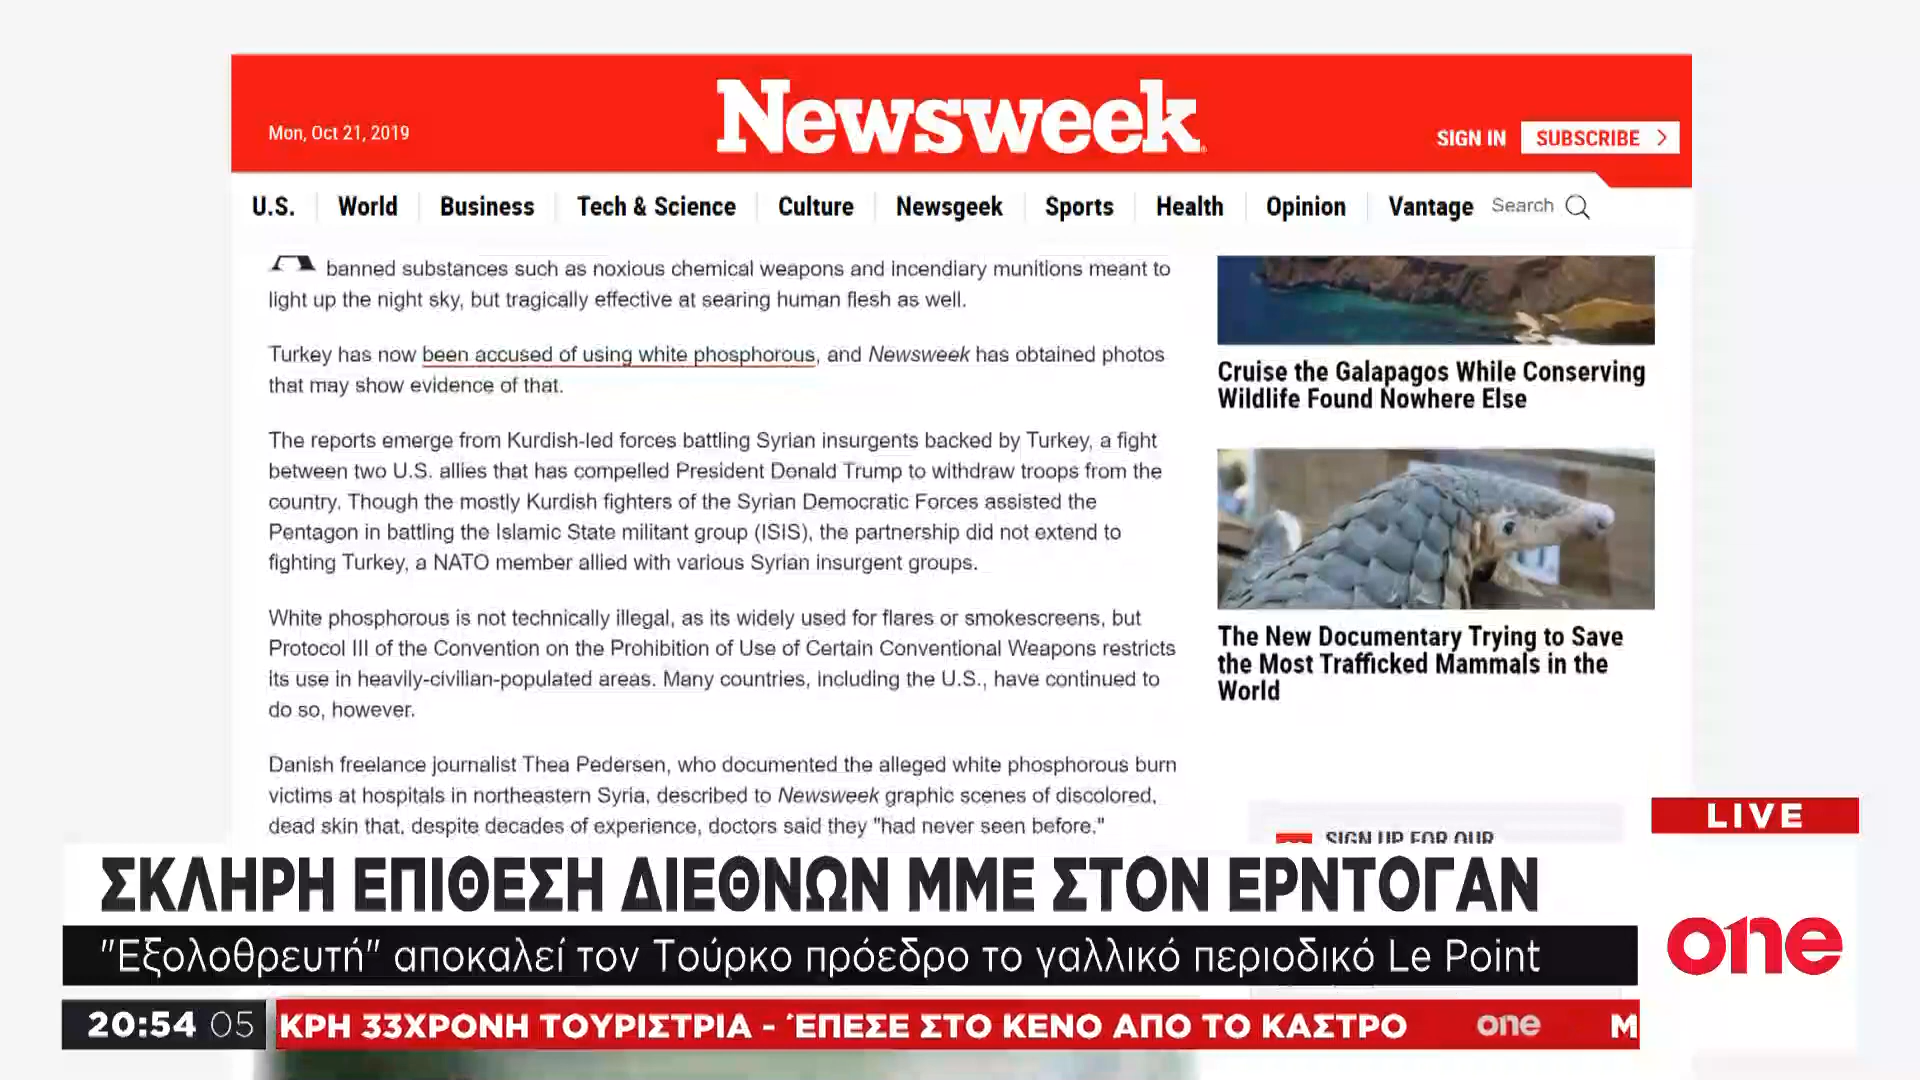 Newsweek
Mon, Oct 21, 2019
SIGN IN
SUBSCRIBE
U.S. World Business Tech & Science Culture Newsgeek Sports Health Opinion Vantage Search
banned substances such as noxious chemical weapons and incendiary munitions meant to
light up the night sky, but tragically effective at searing human flesh as well.
Turkey has now been accused of using white phosphorous, and Newsweek has obtained photos
that may show evidence of that.
The reports emerge from Kurdish-led forces battling Syrian insurgents backed by Turkey, a fight
between two U.S. allies that has compelled President Donald Trump to withdraw troops from the
country. Though the mostly Kurdish fighters of the Syrian Democratic Forces assisted the
Pentagon in battling the Islamic State militant group (ISIS), the partnership did not extend to
fighting Turkey, a NATO member allied with various Syrian insurgent groups.
White phosphorous is not technically illegal, as its widely used for flares or smokescreens, but
Protocol III of the Convention on the Prohibition of Use of Certain Conventional Weapons restricts
its use in heavily-civilian-populated areas. Many countries, including the U.S., have continued to
do so, however.
Danish freelance journalist Thea Pedersen, who documented the alleged white phosphorous burn
victims at hospitals in northeastern Syria, described to Newsweek graphic scenes of discolored,
dead skin that, despite decades of experience, doctors said they "had never seen before."
Cruise the Galapagos While Conserving
Wildlife Found Nowhere Else
The New Documentary Trying to Save
the Most Trafficked Mammals in the
World
SIGN UP FOR OUR
LIVE
ΣΚΛΗΡΗ ΕΠΙΘΕΣΗ ΔΙΕΘΝΩΝ ΜΜΕ ΣΤΟΝ ΕΡΝΤΟΓΑΝ
"Εξολοθρευτή" αποκαλεί τον Τούρκο πρόεδρο το γαλλικό περιοδικό Le Point
one
20:54 05
ΚΡΗ 33ΧΡΟΝΗ ΤΟΥΡΙΣΤΡΙΑ - ΈΠΕΣΕ ΣΤΟ ΚΕΝΟ ΑΠΟ ΤΟ ΚΑΣΤΡΟ one Μ